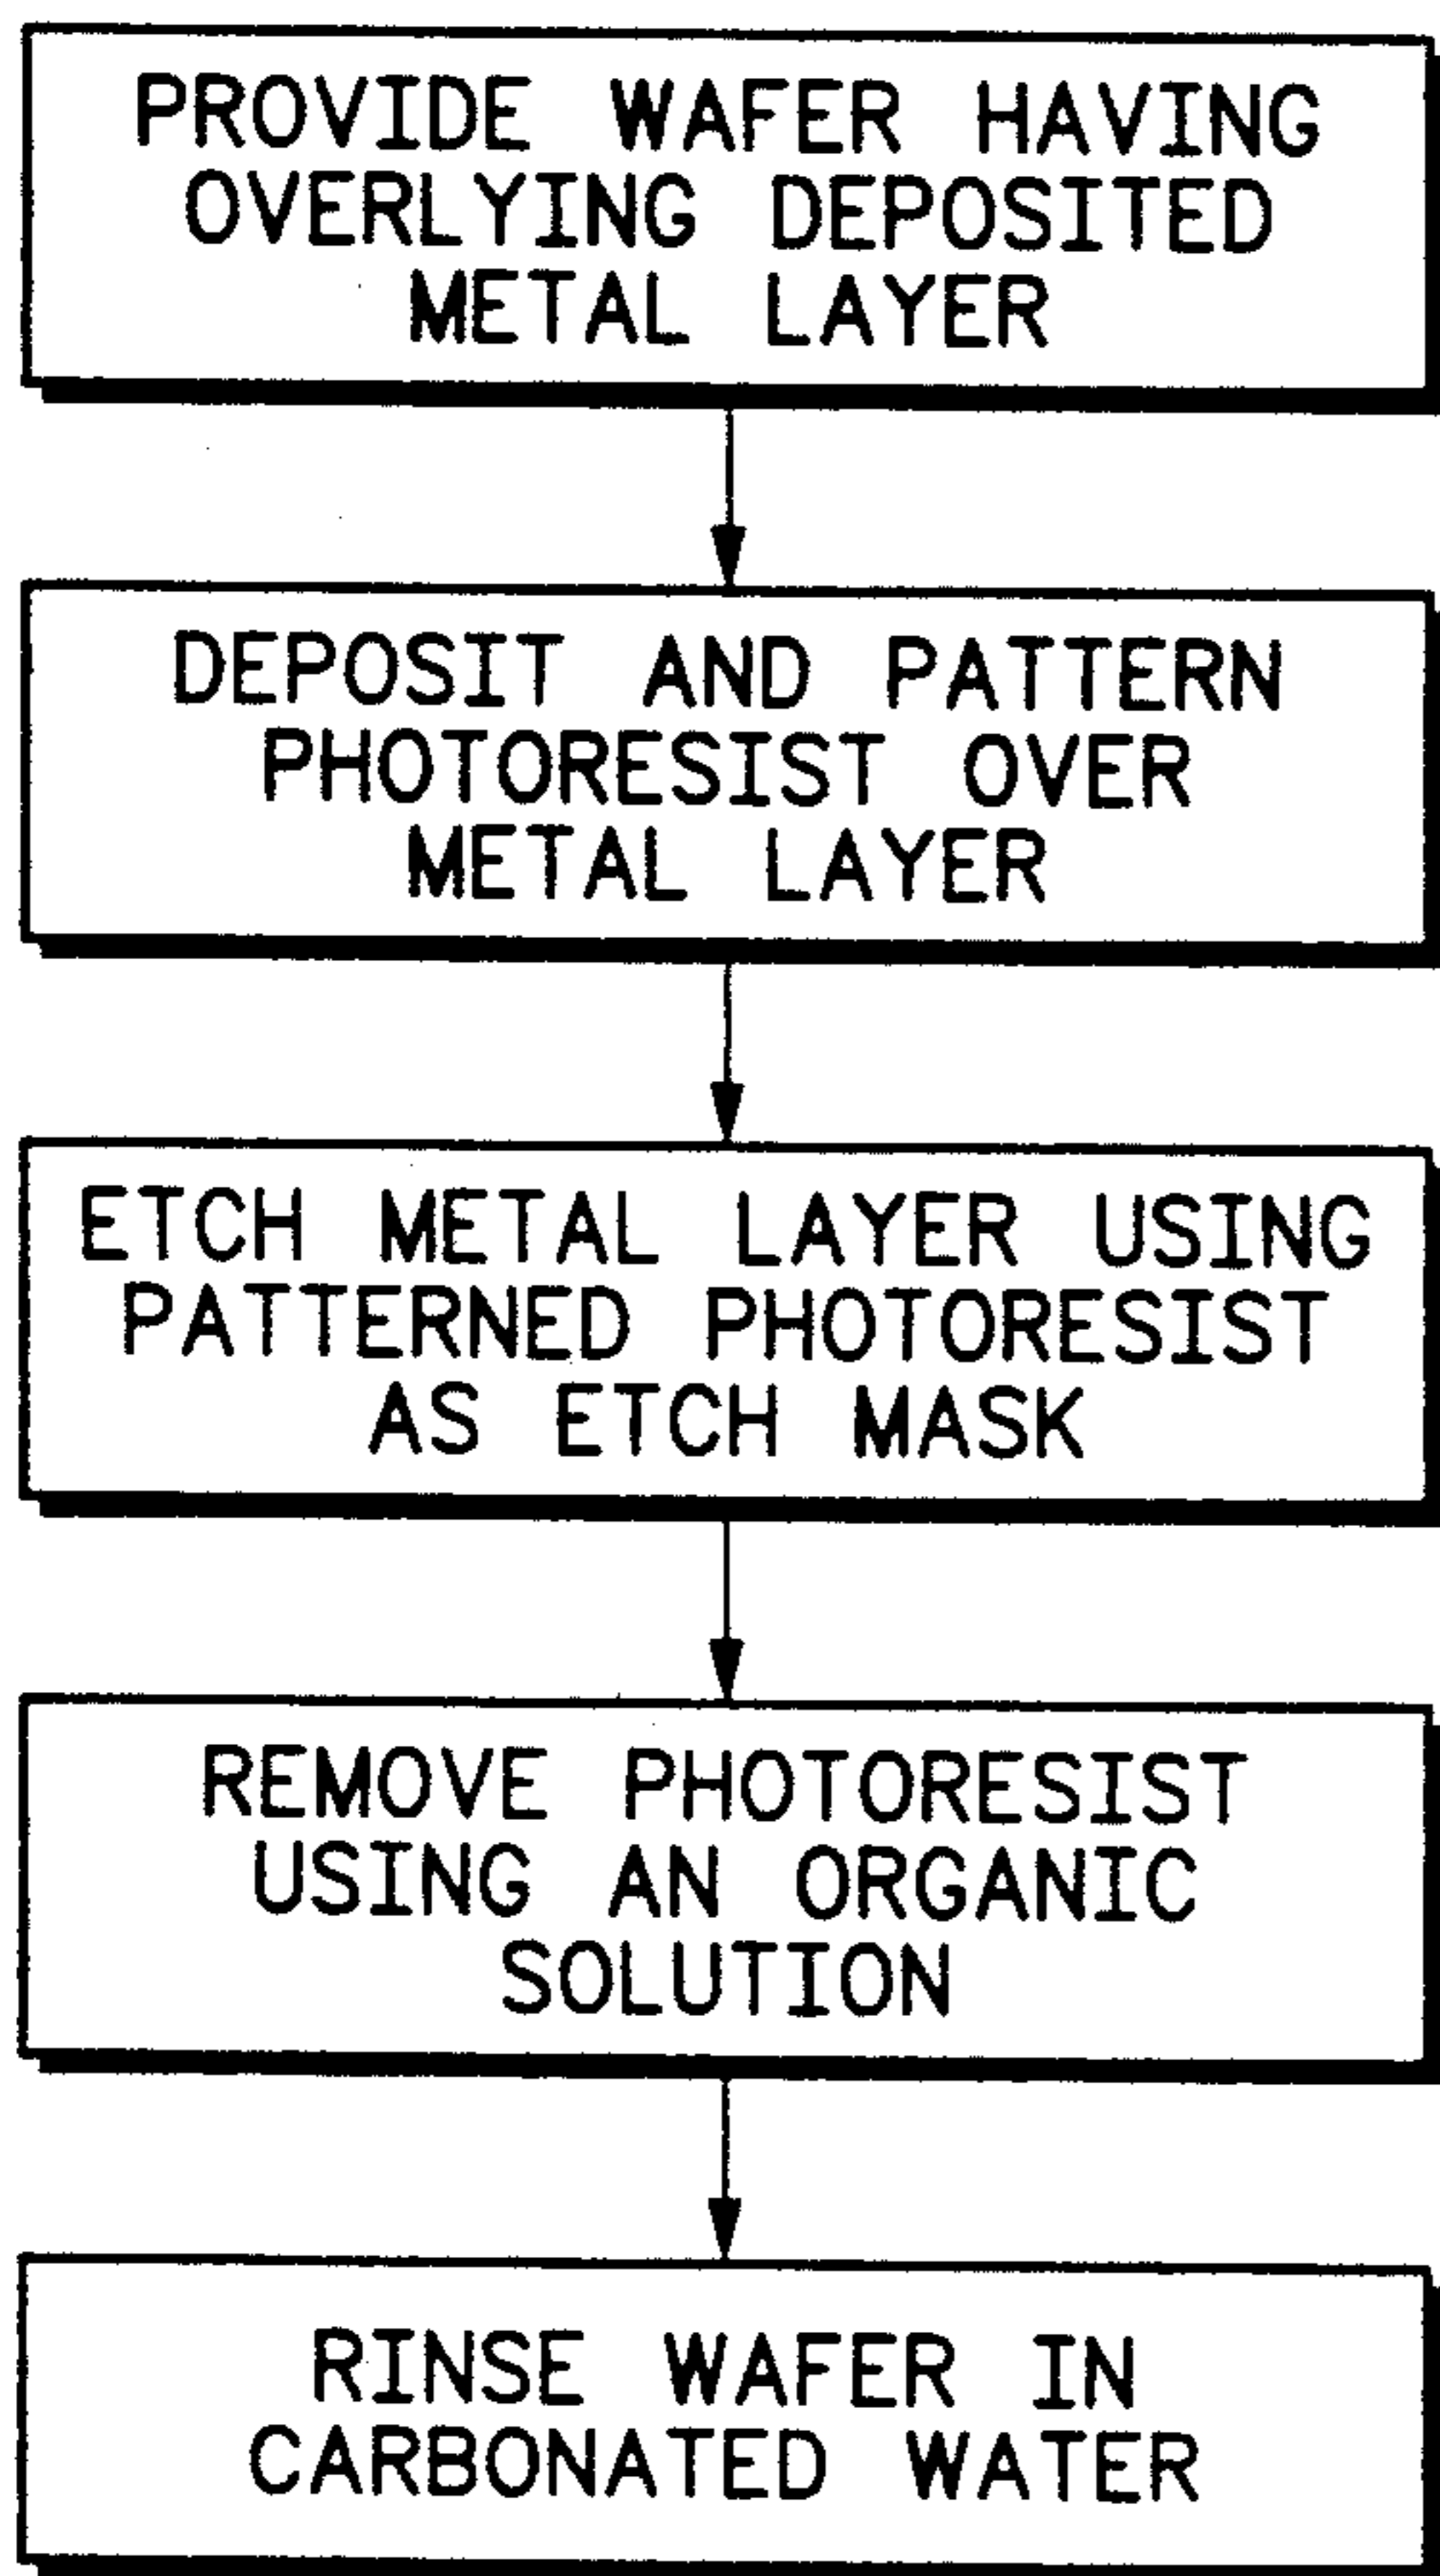 PROVIDE WAFER HAVING
OVERLYING DEPOSITED
METAL LAYER
DEPOSIT AND PATTERN
PHOTORESIST OVER
METAL LAYER
ETCH METAL LAYER USING
PATTERNED PHOTORESIST
AS ETCH MASK
REMOVE PHOTORESIST
USING AN ORGANIC
SOLUTION
RINSE WAFER IN
CARBONATED WATER